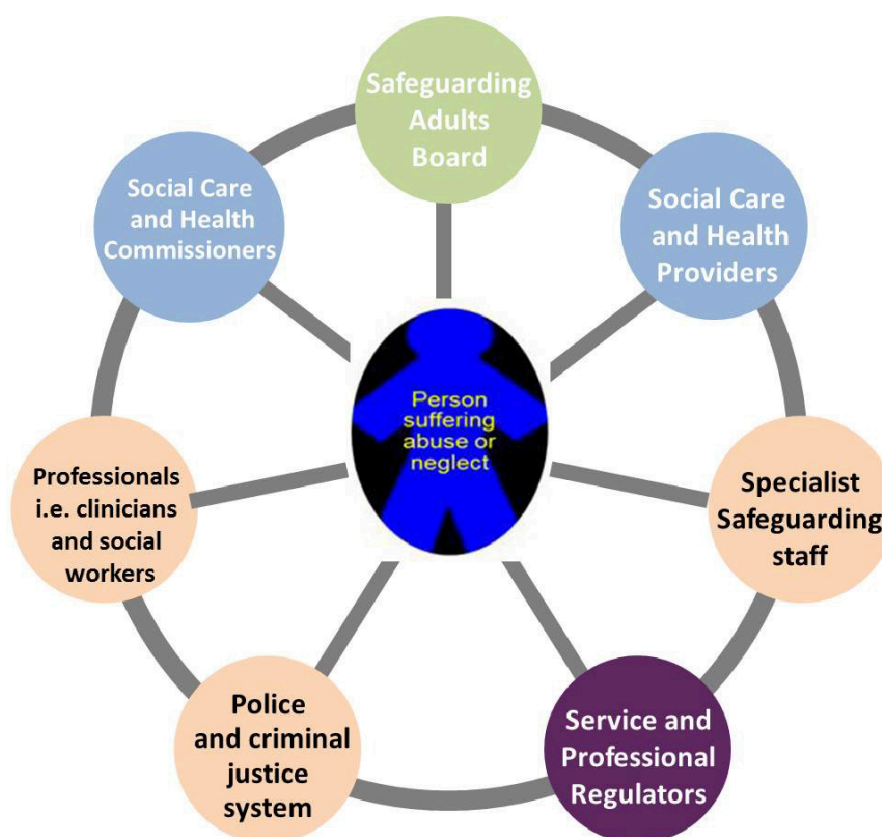 Safeguarding
Adults
Board
Social Care
and Health
Providers
Specialist
Safeguarding
staff
Service and
Professional
Regulators
Police
and criminal
justice
system
Professionals
i.e. clinicians
and social
workers
Social Care
and Health
Commissioners
Person
suffering
abuse or
neglect